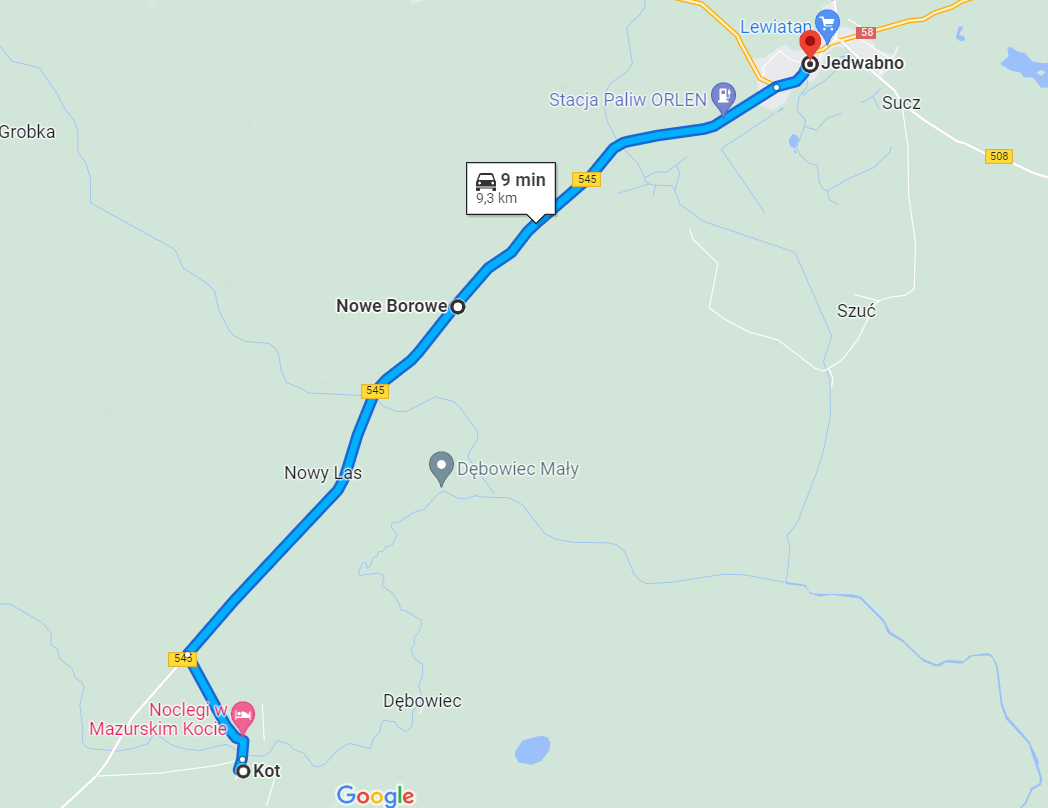 Lewiatan
58
Jedwabno
Stacja Paliw ORLEN
Sucz
Grobka
508
545
9 min
9,3 km
Nowe Borowe
Szuć
545
Nowy Las
Dębowiec Mały
545
Dębowiec
Noclegi w
Mazurskim Kocie
Kot
Google